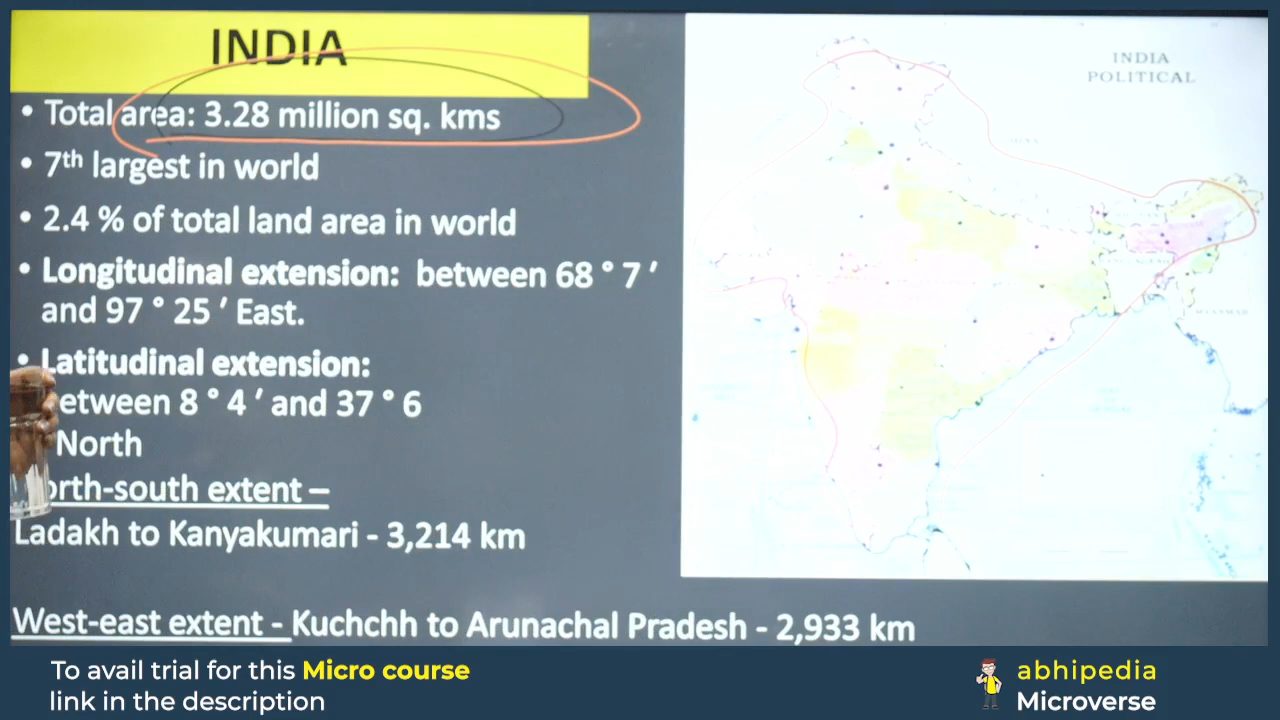 INDIA
• Total area: 3.28 million sq. kms
• 7th largest in world
• 2.4 % of total land area in world
• Longitudinal extension: between 68 ° 7 ′
and 97 ° 25 ′ East.
• Latitudinal extension:
etween 8 ° 4 ′ and 37 ° 6
North
orth-south extent –
Ladakh to Kanyakumari - 3,214 km
West-east extent - Kuchchh to Arunachal Pradesh - 2,933 km
INDIA
POLITICAL
To avail trial for this Micro course
link in the description
abhipedia
Microverse